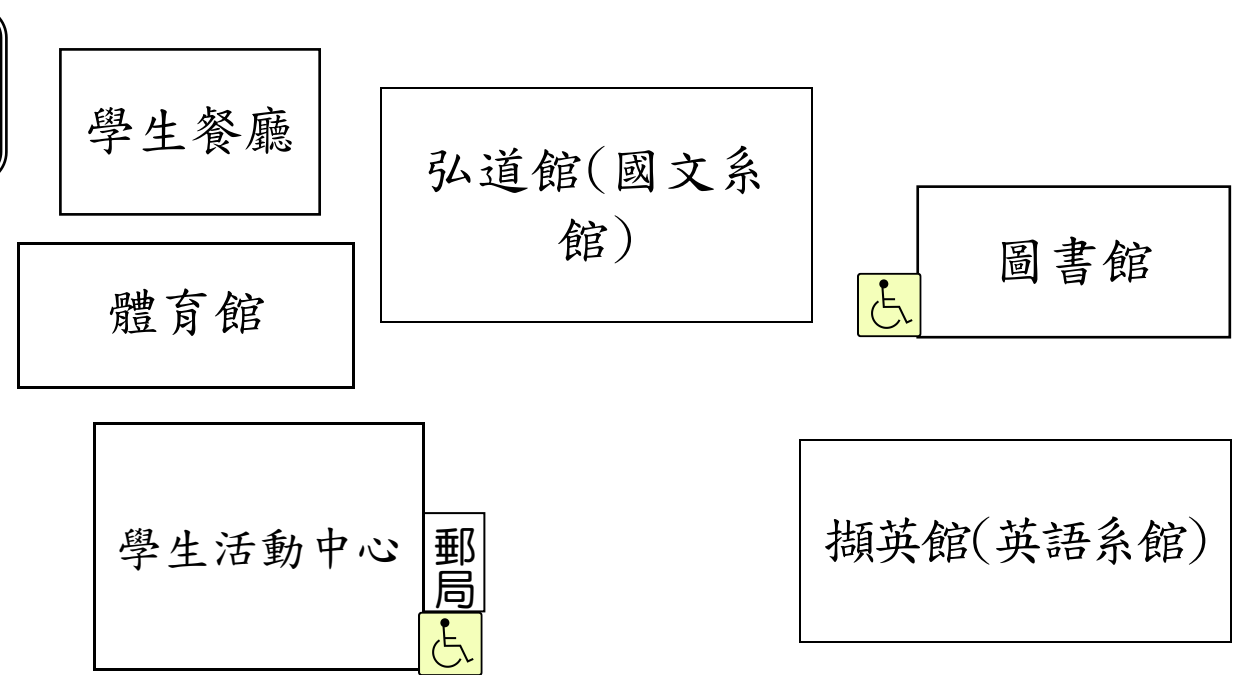 學生餐廳
弘道館(國文系
館)
圖書館
體育館
學生活動中心
郵局
擷英館(英語系館)